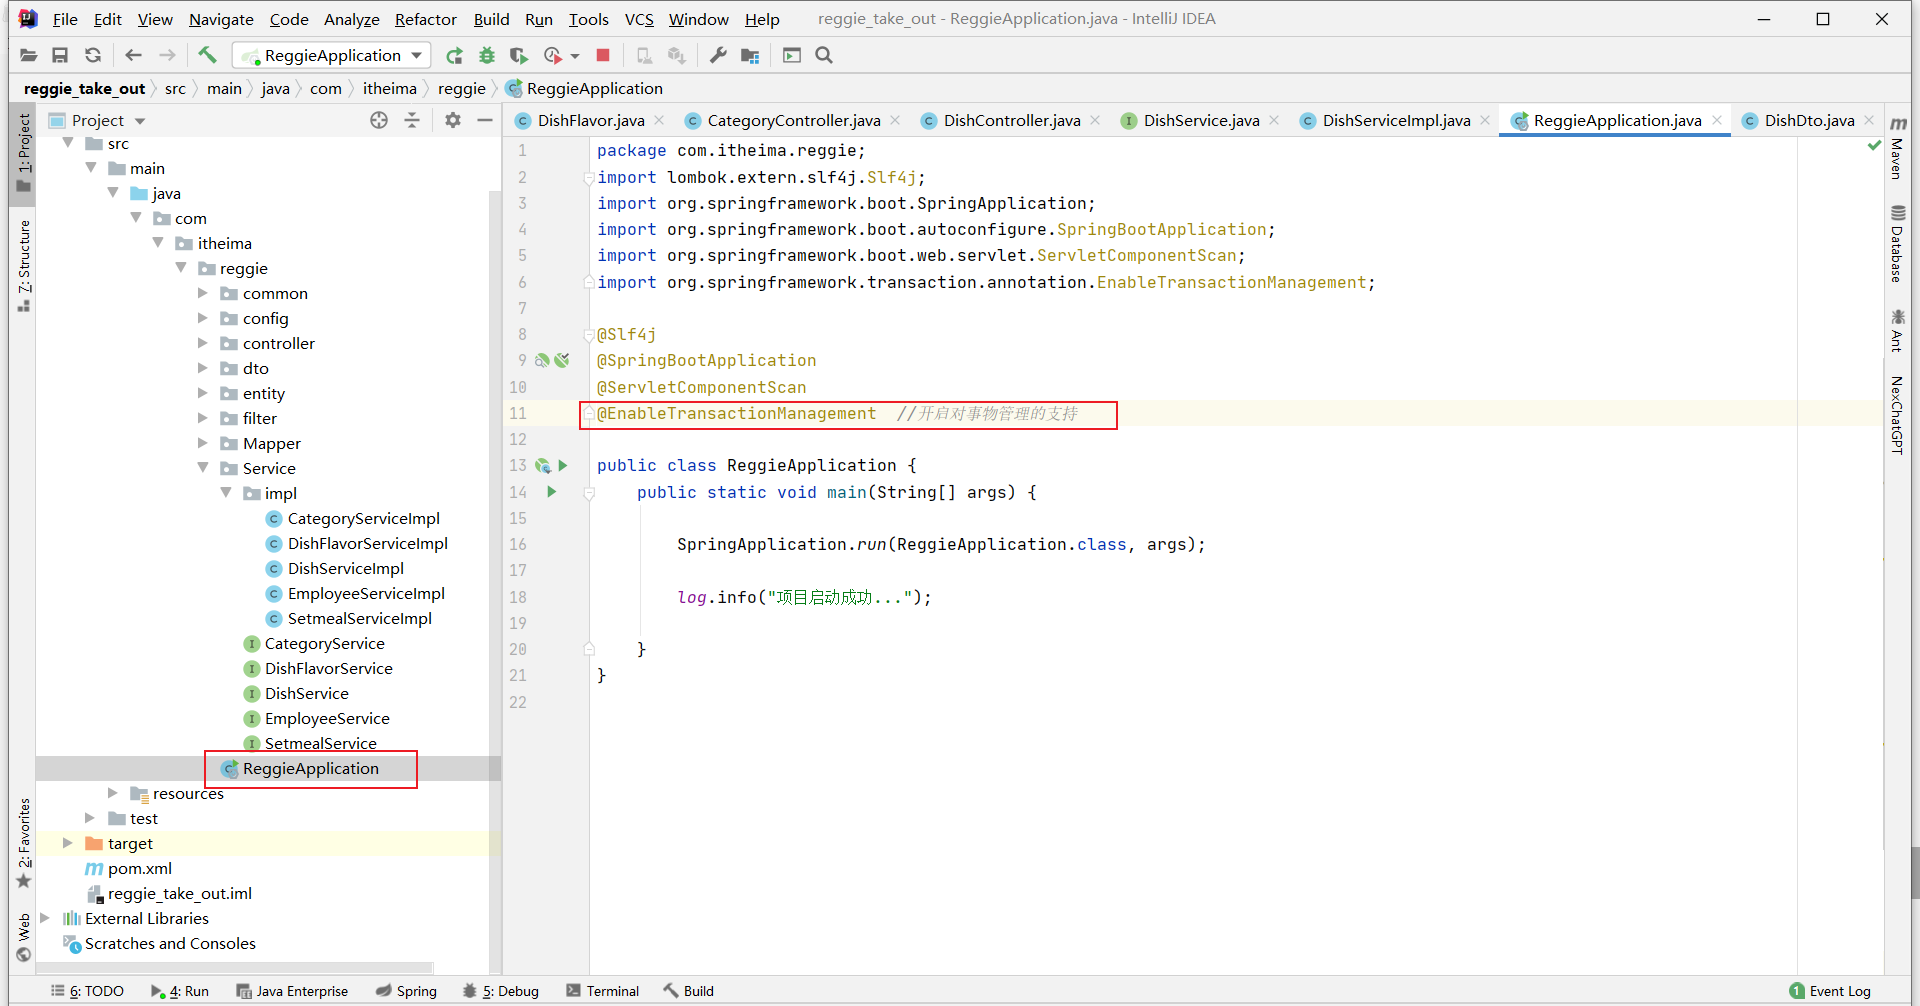 File Edit View Navigate Code Analyze Refactor Build Run Tools VCS Window Help reggie_take_out - ReggieApplication.java - IntelliJ IDEA
ReggieApplication
reggie_take_out src main java com itheima reggie ReggieApplication
1: Project
7: Structure
2: Favorites
Web
Project
src
main
java
com
itheima
reggie
common
config
controller
dto
entity
filter
Mapper
Service
impl
CategoryServiceImpl
DishFlavorServiceImpl
DishServiceImpl
EmployeeServiceImpl
SetmealServiceImpl
CategoryService
DishFlavorService
DishService
EmployeeService
SetmealService
ReggieApplication
resources
test
target
pom.xml
reggie_take_out.iml
External Libraries
Scratches and Consoles
DishFlavor.java CategoryController.java DishController.java DishService.java DishServiceImpl.java ReggieApplication.java DishDto.java
1 package com.itheima.reggie;
2 import lombok.extern.slf4j.Slf4j;
3 import org.springframework.boot.SpringApplication;
4 import org.springframework.boot.autoconfigure.SpringBootApplication;
5 import org.springframework.boot.web.servlet.ServletComponentScan;
6 import org.springframework.transaction.annotation.EnableTransactionManagement;
7
8 @Slf4j
9 @SpringBootApplication
10 @ServletComponentScan
11 @EnableTransactionManagement //开启对事物管理的支持
12
13 public class ReggieApplication {
14 public static void main(String[] args) {
15
16 SpringApplication.run(ReggieApplication.class, args);
17
18 log.info("项目启动成功...");
19
20 }
21 }
22
Maven
Database
Ant
NexChatGPT
6: TODO 4: Run Java Enterprise Spring 5: Debug Terminal Build 1 Event Log